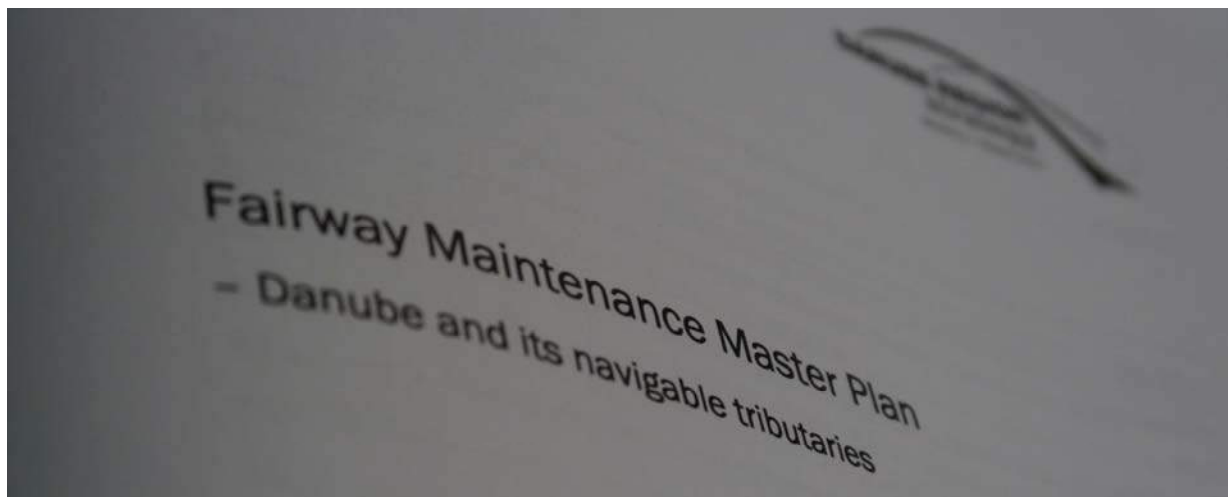 Fairway Maintenance Master Plan
– Danube and its navigable tributaries